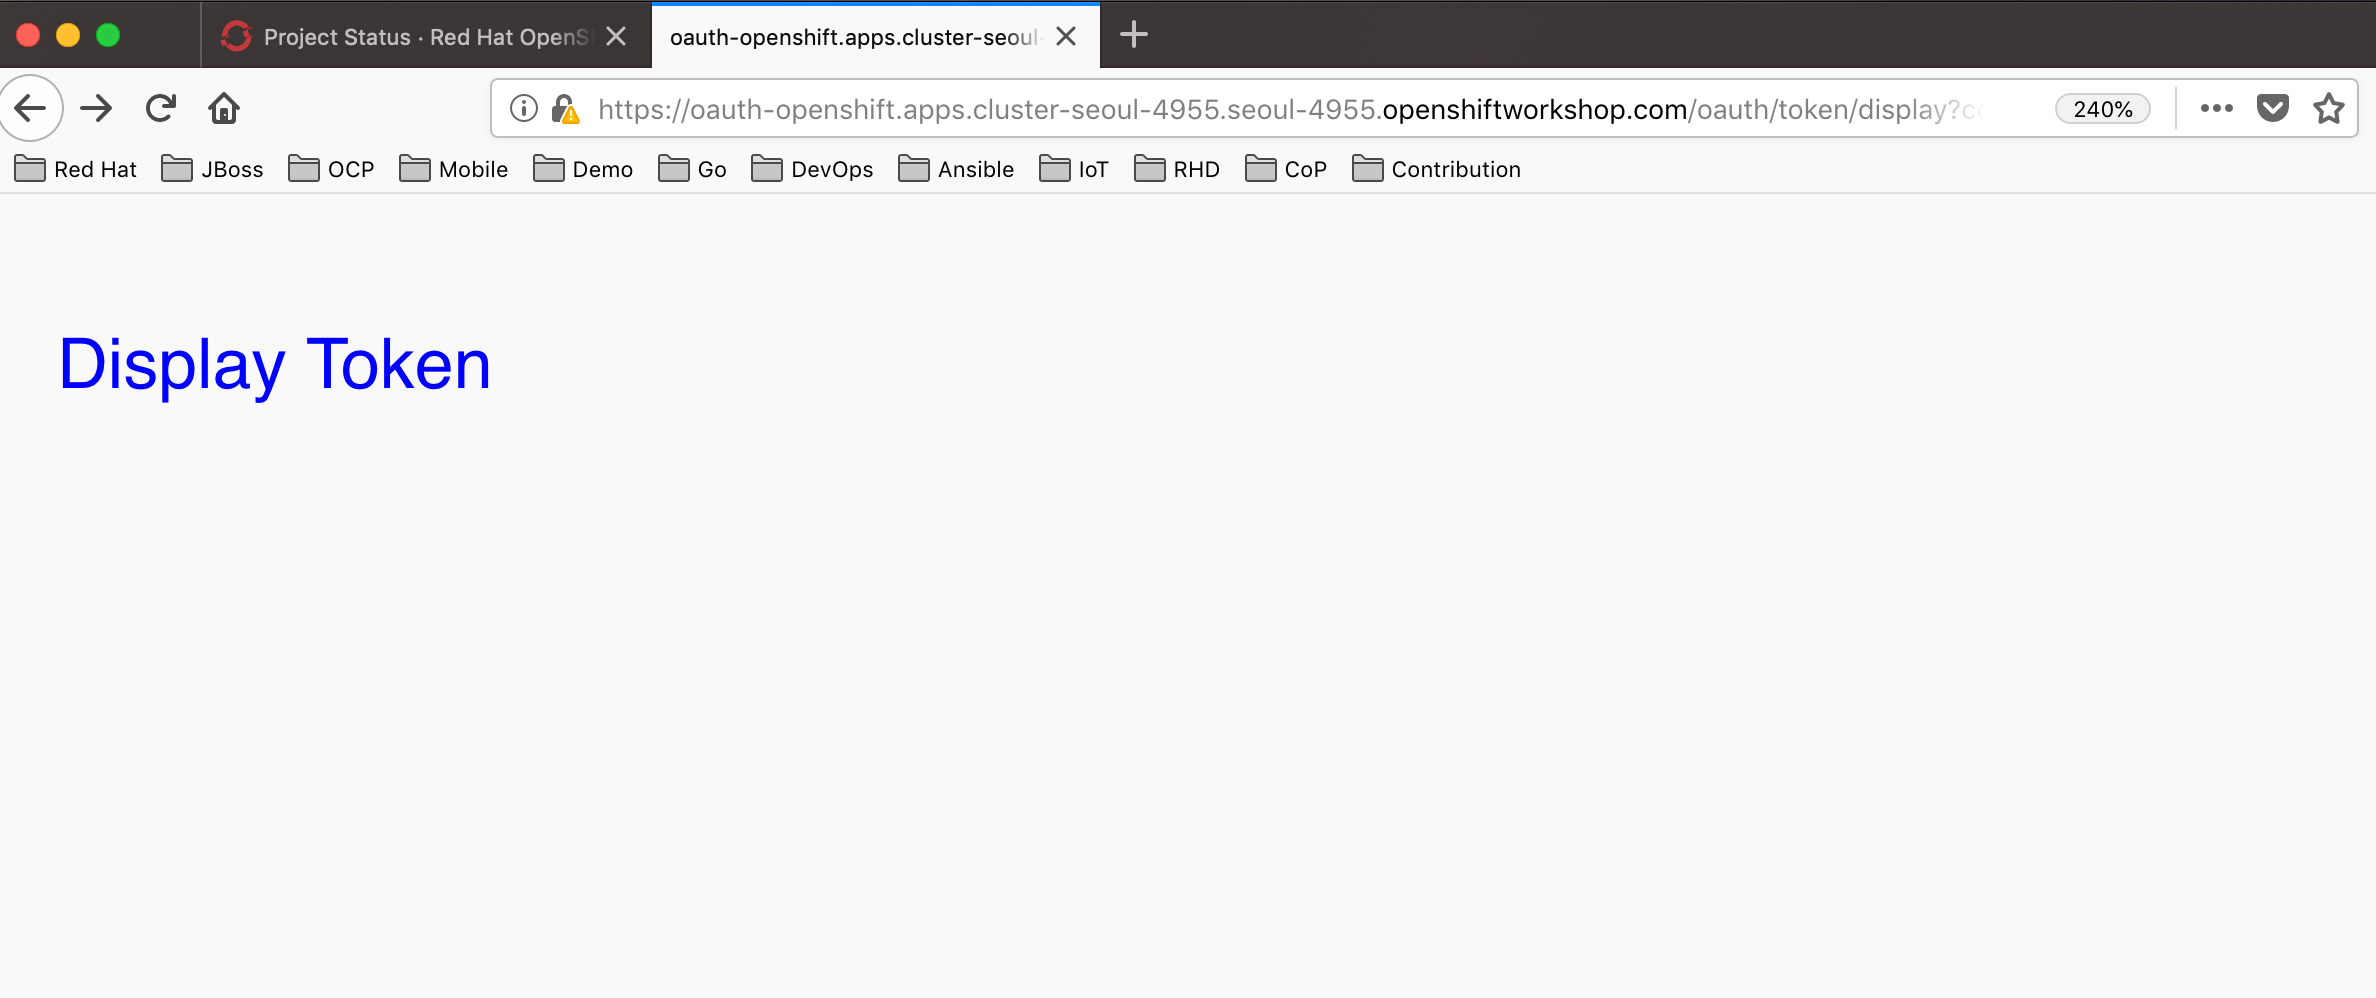 Project Status · Red Hat OpenS
oauth-openshift.apps.cluster-seoul-
https://oauth-openshift.apps.cluster-seoul-4955.seoul-4955.openshiftworkshop.com/oauth/token/display?co
240%
Red Hat JBoss OCP Mobile Demo Go DevOps Ansible IoT RHD CoP Contribution
Display Token